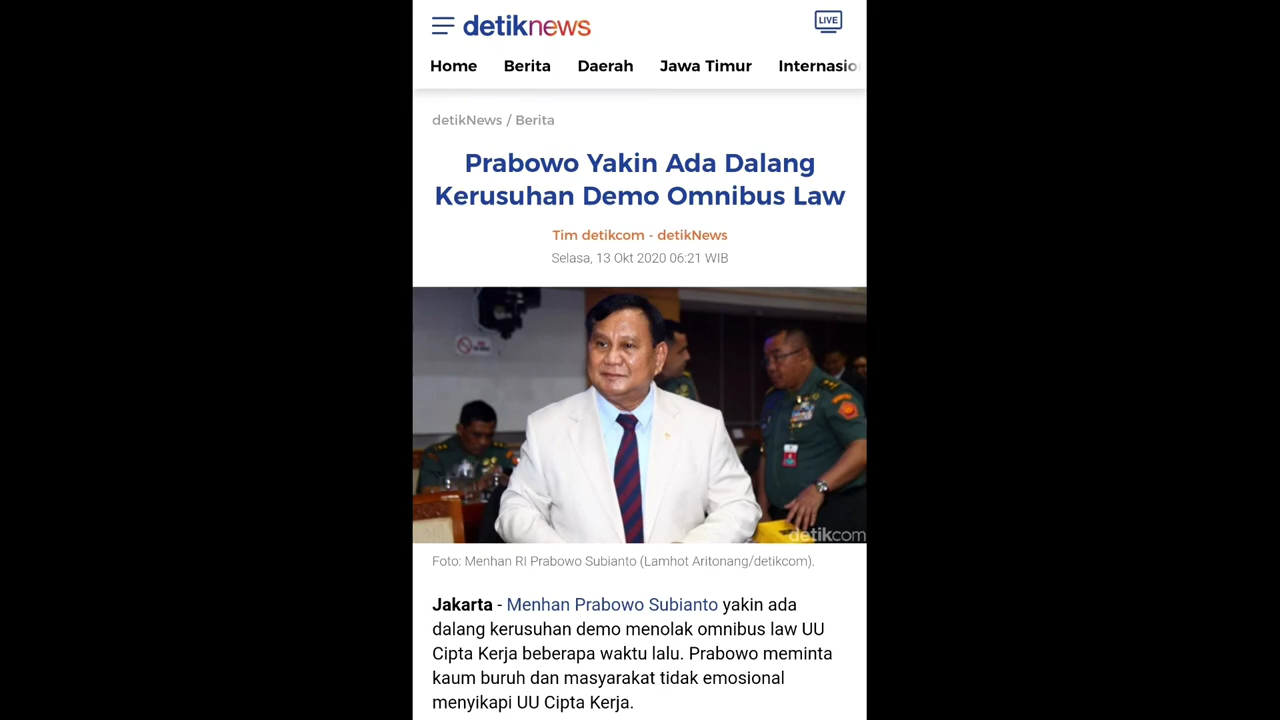 detiknews
LIVE
Home Berita Daerah Jawa Timur Internasio
detikNews / Berita
Prabowo Yakin Ada Dalang
Kerusuhan Demo Omnibus Law
Tim detikcom - detikNews
Selasa, 13 Okt 2020 06:21 WIB
detikcom
Foto: Menhan RI Prabowo Subianto (Lamhot Aritonang/detikcom).
Jakarta - Menhan Prabowo Subianto yakin ada
dalang kerusuhan demo menolak omnibus law UU
Cipta Kerja beberapa waktu lalu. Prabowo meminta
kaum buruh dan masyarakat tidak emosional
menyikapi UU Cipta Kerja.